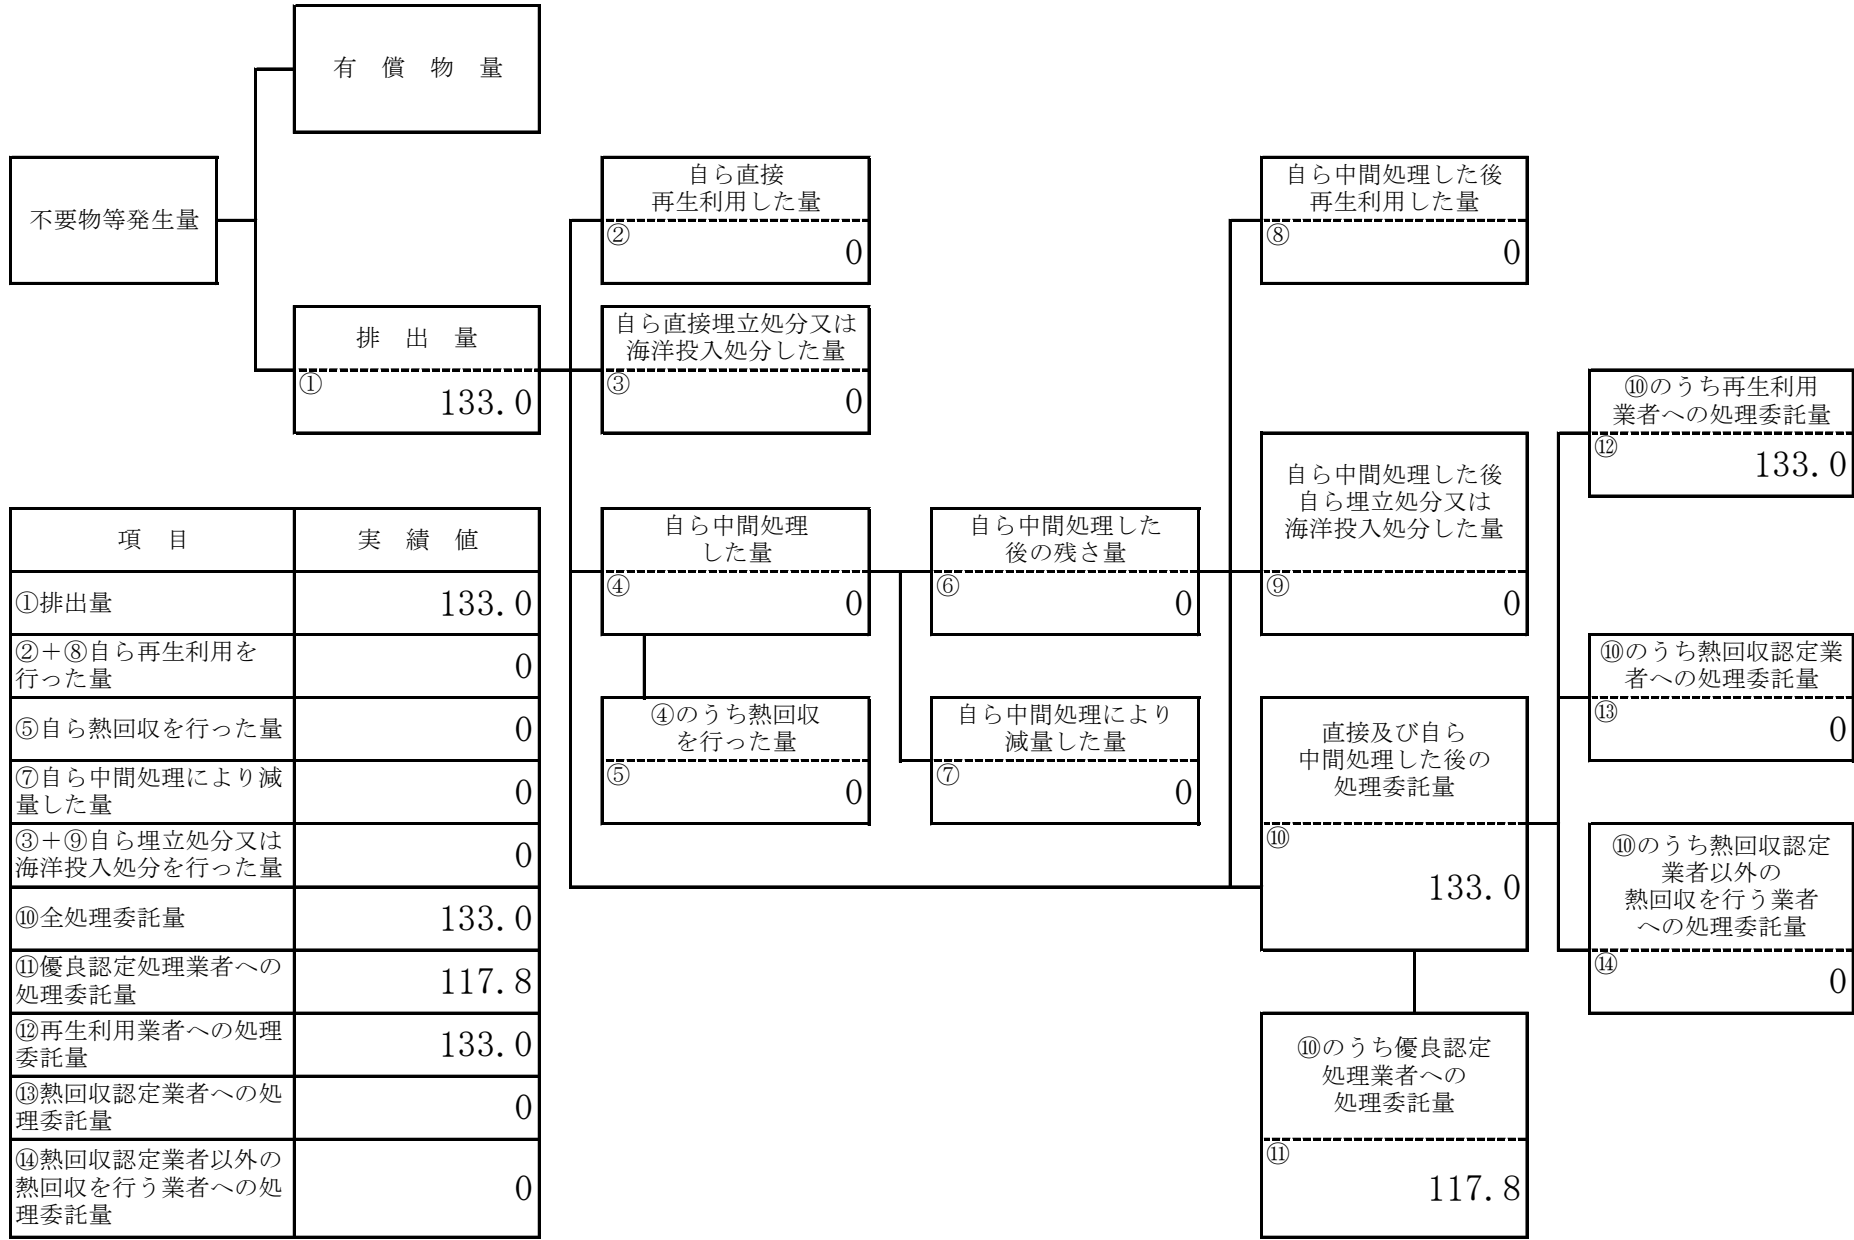 有　償　物　量
不要物等発生量
排　出　量
①
133.0
自ら直接
再生利用した量
②
0
自ら直接埋立処分又は
海洋投入処分した量
③
0
自ら中間処理
した量
④
0
④のうち熱回収
を行った量
⑤
0
自ら中間処理した
後の残さ量
⑥
0
自ら中間処理により
減量した量
⑦
0
自ら中間処理した後
再生利用した量
⑧
0
自ら中間処理した後
自ら埋立処分又は
海洋投入処分した量
⑨
0
直接及び自ら
中間処理した後の
処理委託量
⑩
133.0
⑩のうち優良認定
処理業者への
処理委託量
⑪
117.8
⑩のうち再生利用
業者への処理委託量
⑫
133.0
⑩のうち熱回収認定業
者への処理委託量
⑬
0
⑩のうち熱回収認定
業者以外の
熱回収を行う業者
への処理委託量
⑭
0
項　目　実　績　値
①排出量 133.0
②＋⑧自ら再生利用を
行った量
0
⑤自ら熱回収を行った量 0
⑦自ら中間処理により減
量した量
0
③＋⑨自ら埋立処分又は
海洋投入処分を行った量
0
⑩全処理委託量 133.0
⑪優良認定処理業者への
処理委託量
117.8
⑫再生利用業者への処理
委託量
133.0
⑬熱回収認定業者への処
理委託量
0
⑭熱回収認定業者以外の
熱回収を行う業者への処
理委託量
0